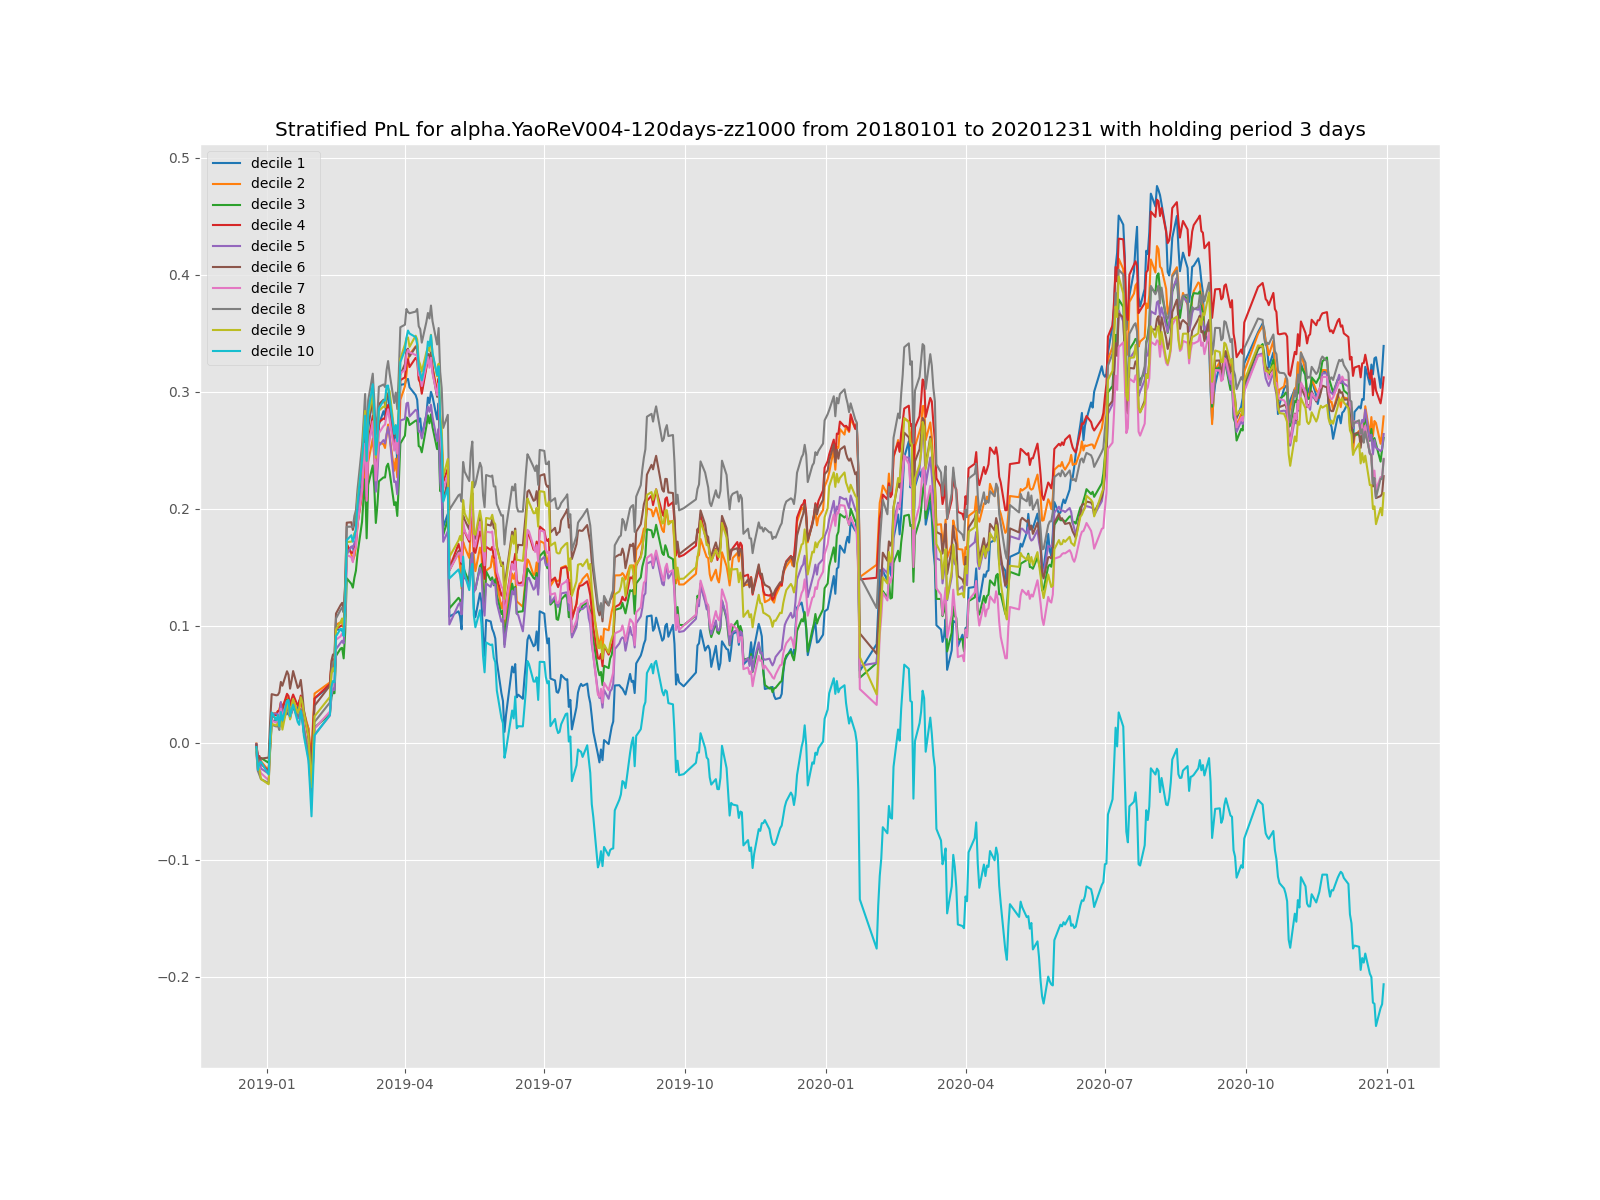 Stratified PnL for alpha.YaoReV004-120days-zz1000 from 20180101 to 20201231 with holding period 3 days
0.5
0.4
0.3
0.2
0.1
0.0
−0.1
−0.2
decile 1
decile 2
decile 3
decile 4
decile 5
decile 6
decile 7
decile 8
decile 9
decile 10
2019-01 2019-04 2019-07 2019-10 2020-01 2020-04 2020-07 2020-10 2021-01